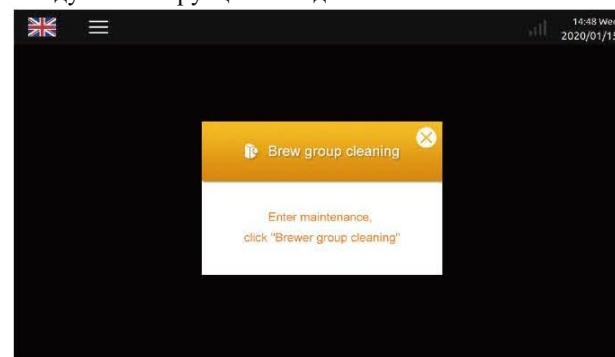 14:48 Wed
2020/01/15
Brew group cleaning
Enter maintenance,
click "Brewer group cleaning"